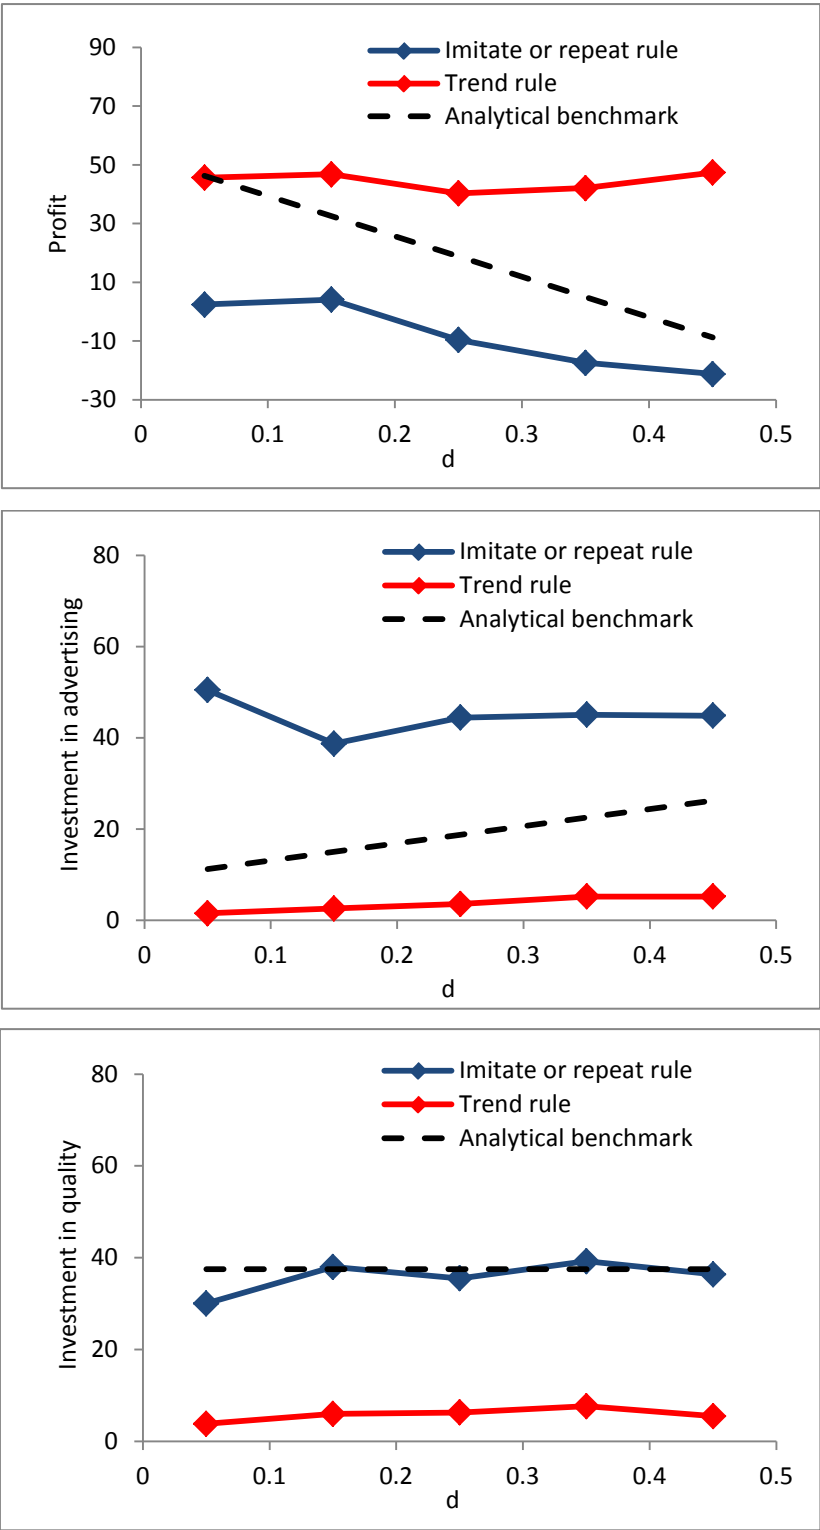 Imitate or repeat rule
Trend rule
Analytical benchmark
Profit
90
70
50
30
10
-10
-30
0 0.1 0.2 0.3 0.4 0.5
d
Imitate or repeat rule
Trend rule
Analytical benchmark
Investment in advertising
80
60
40
20
0
0 0.1 0.2 0.3 0.4 0.5
d
Imitate or repeat rule
Trend rule
Analytical benchmark
Investment in quality
80
60
40
20
0
0 0.1 0.2 0.3 0.4 0.5
d